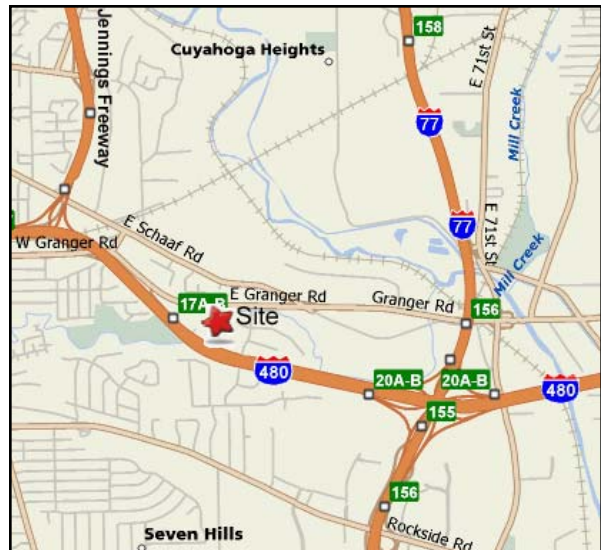 158
Cuyahoga Heights
Jennings Freeway
E 71st St
Mill Creek
77
77
E Schaaf Rd
W Granger Rd
E 71st St
Mill Creek
17A-B
E Granger Rd
Granger Rd
156
Site
480
20A-B
20A-B
480
155
156
Rockside Rd
Seven Hills